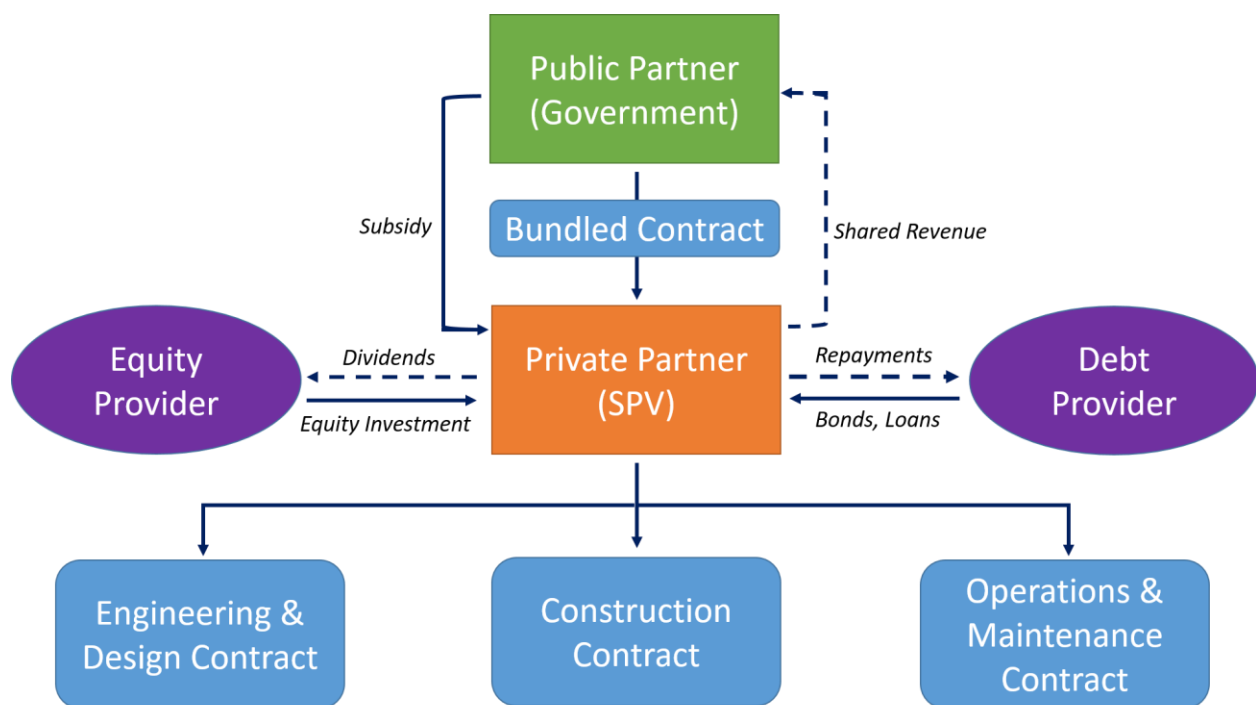 Public Partner
(Government)
Subsidy
Bundled Contract
Shared Revenue
Equity
Provider
Dividends
Equity Investment
Private Partner
(SPV)
Repayments
Bonds, Loans
Debt
Provider
Engineering &
Design Contract
Construction
Contract
Operations &
Maintenance
Contract